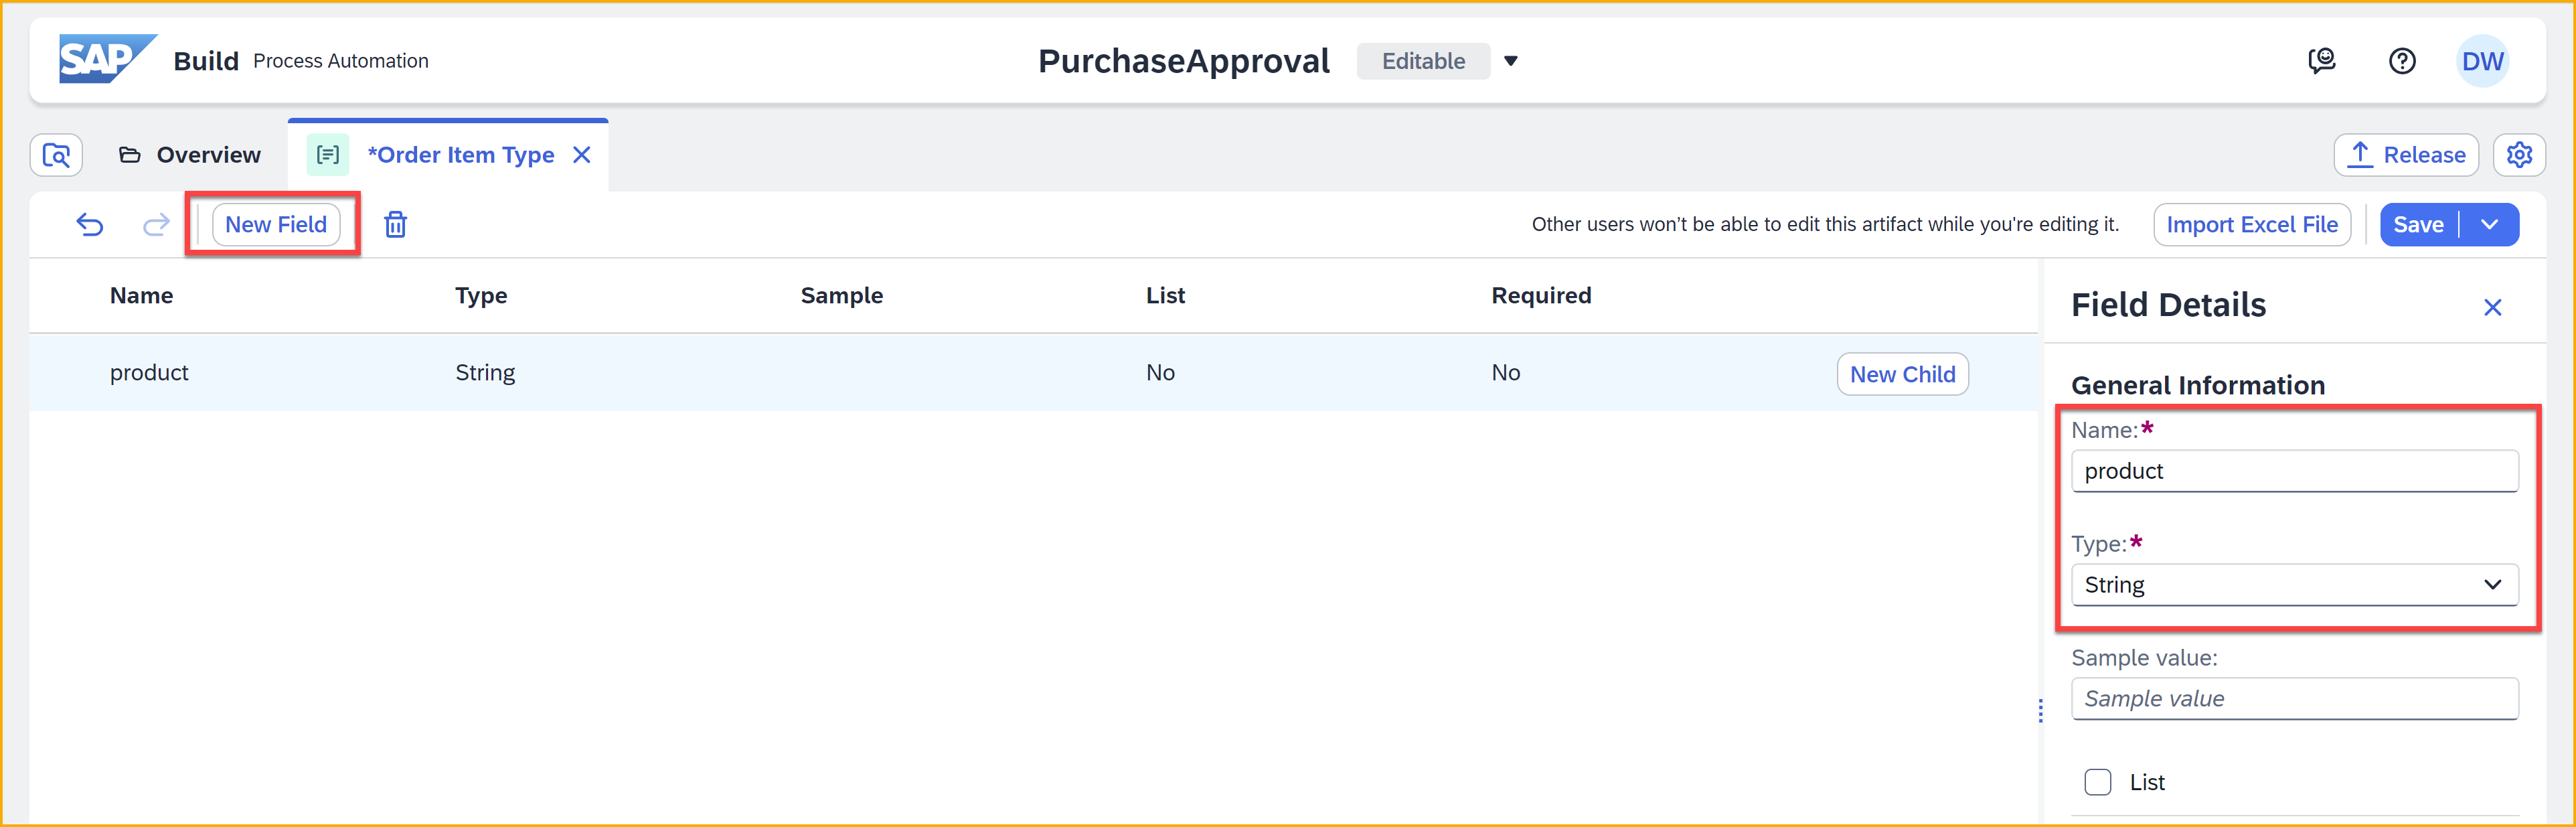 SAP Build Process Automation PurchaseApproval Editable DW
Overview *Order Item Type Release
New Field Other users won’t be able to edit this artifact while you're editing it. Import Excel File Save
Name Type Sample List Required
product String No No New Child
Field Details
General Information
Name:*
product
Type:*
String
Sample value:
Sample value
List